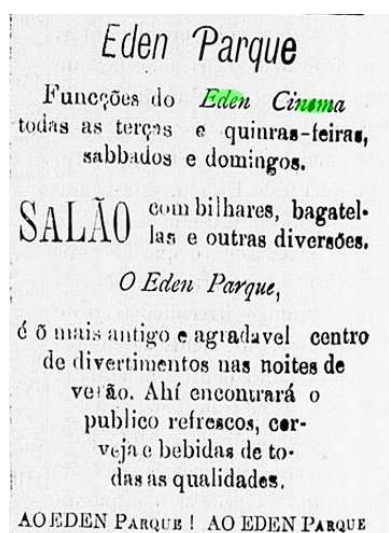 Eden Parque
Funcções do Eden Cinema
todas as terças e quinras-feiras,
sabbados e domingos.
SALÃO com bilhares, bagatel-
las e outras diversões.
O Eden Parque,
é õ mais antigo e agradavel centro
de divertimentos nas noites de
verão. Ahí encontrará o
publico refrescos, cer-
veja e bebidas de to-
das as qualidades.
AO EDEN PARQUE ! AO EDEN PARQUE